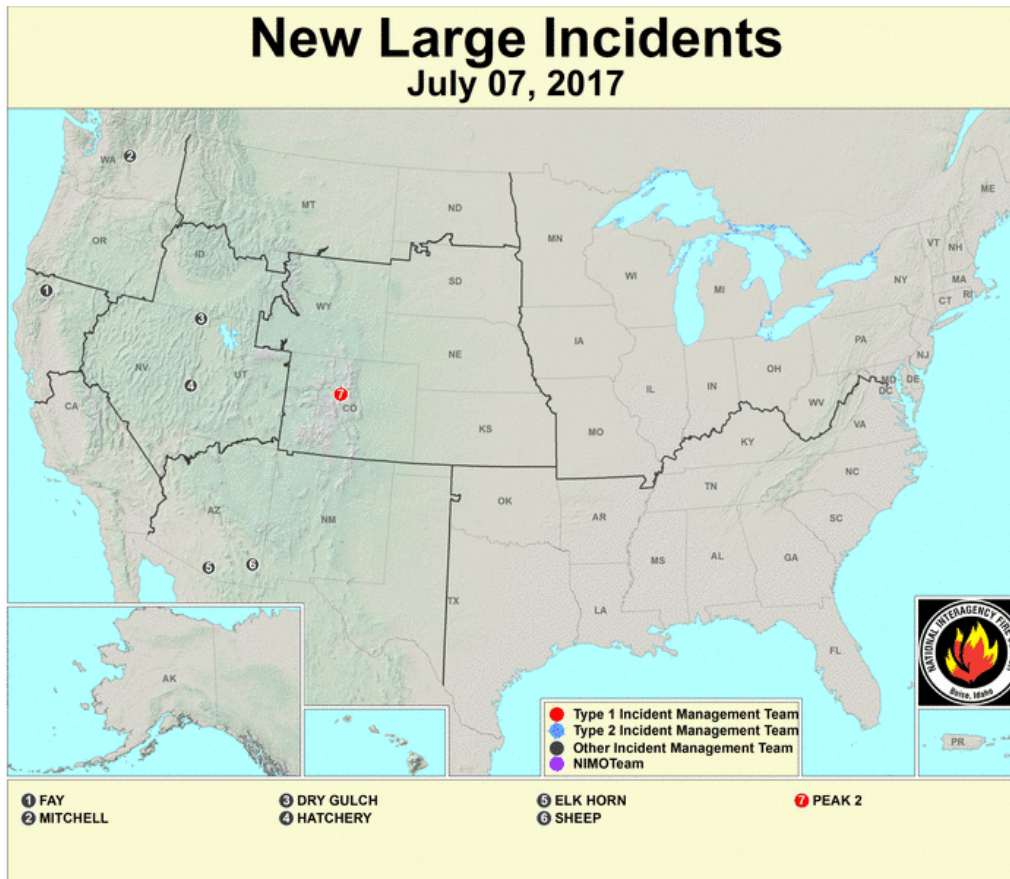 New Large Incidents
July 07, 2017
WA
2
MT
ND
OR
ID
MN
ME
VT
NH
1
3
WY
SD
WI
MI
NY
MA
CT
RI
NV
4
UT
NE
IA
PA
NJ
CA
7
CO
IL
IN
OH
MD
DE
DC
WV
KS
MO
KY
VA
AZ
NM
OK
AR
TN
NC
SC
5
6
TX
MS
AL
GA
LA
FL
AK
PR
NATIONAL INTERAGENCY FIRE
Boise, Idaho
Type 1 Incident Management Team
Type 2 Incident Management Team
Other Incident Management Team
NIMOTeam
1 FAY
2 MITCHELL
3 DRY GULCH
4 HATCHERY
5 ELK HORN
6 SHEEP
7 PEAK 2